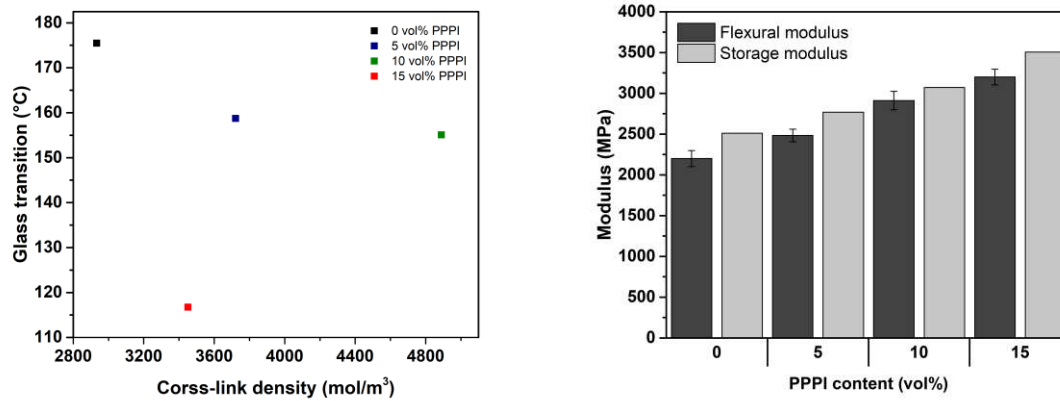 180
170
160
150
140
130
120
110
Glass transition (°C)
0 vol% PPPI
5 vol% PPPI
10 vol% PPPI
15 vol% PPPI
2800 3200 3600 4000 4400 4800
Corss-link density (mol/m³)
4000
3500
3000
2500
2000
1500
1000
500
0
Modulus (MPa)
Flexural modulus
Storage modulus
0 5 10 15
PPPI content (vol%)